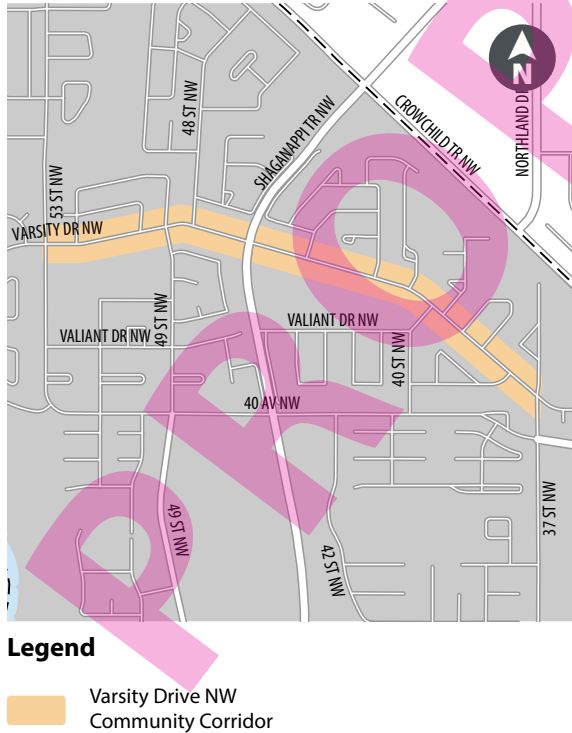 N
48 ST NW
SHAGANAPPI TR NW
CROWCHILD TR NW
NORTHLAND D
53 ST NW
VARSITY DR NW
49 ST NW
VALIANT DR NW
VALIANT DR NW
40 ST NW
40 AV NW
49 ST NW
42 ST NW
37 ST NW
P R O P
Legend
Varsity Drive NW
Community Corridor